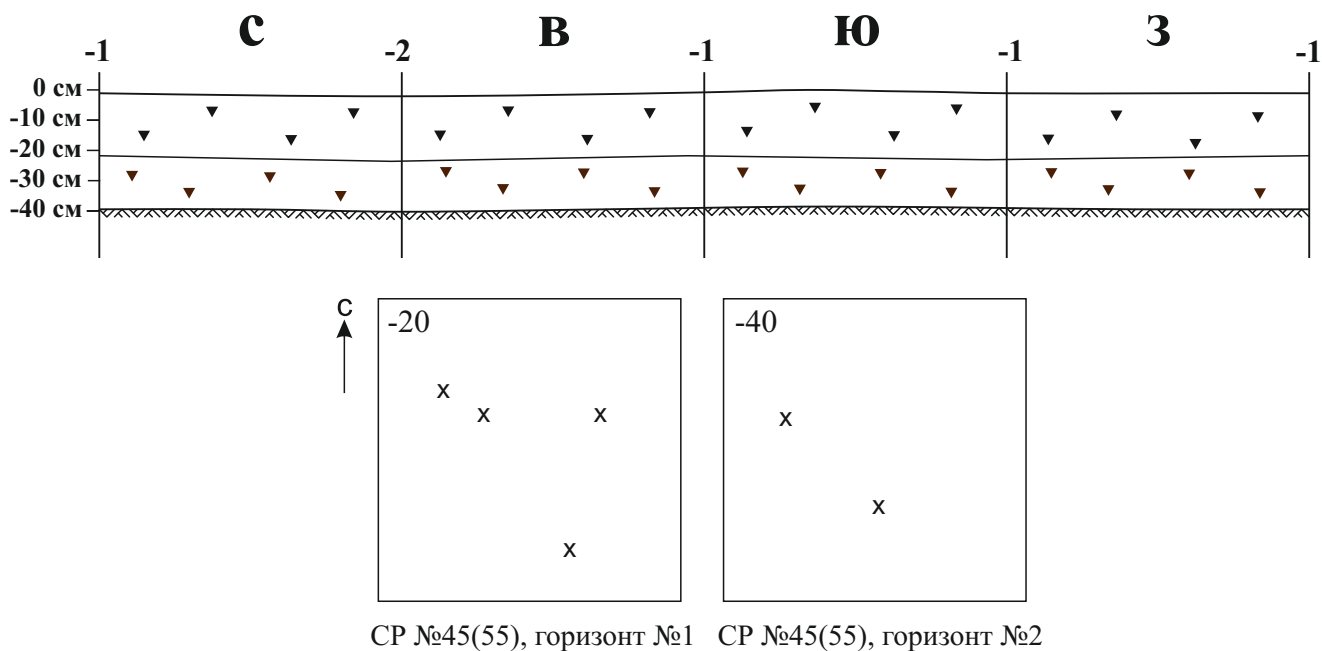 С В Ю З
-1 -2 -1 -1 -1
0 см
-10 см
-20 см
-30 см
-40 см
С
-20
-40
x
x
x
x
x
x
СР №45(55), горизонт №1
СР №45(55), горизонт №2